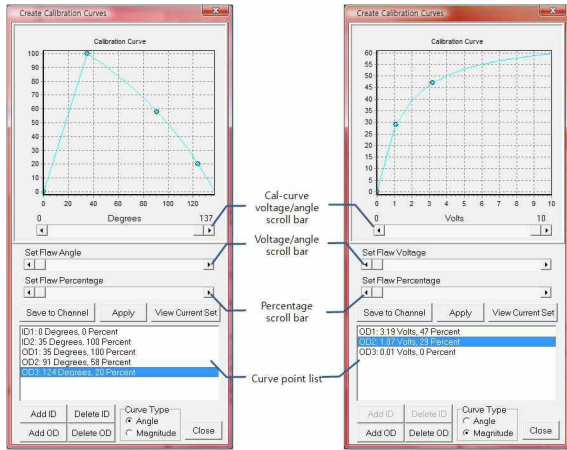 Create Calibration Curves
Calibration Curve
100
90
80
70
60
50
40
30
20
10
0
0 20 40 60 80 100 120
0 Degrees 137
Set Flaw Angle
Set Flaw Percentage
Save to Channel Apply View Current Set
ID1: 0 Degrees, 0 Percent
ID2: 35 Degrees, 100 Percent
OD1: 35 Degrees, 100 Percent
OD2: 91 Degrees, 58 Percent
OD3: 124 Degrees, 20 Percent
Add ID Delete ID
Add OD Delete OD
Curve Type
Angle
Magnitude
Close
Cal-curve
voltage/angle
scroll bar
Voltage/angle
scroll bar
Percentage
scroll bar
Curve point list
Create Calibration Curves
Calibration Curve
60
55
50
45
40
35
30
25
20
15
10
5
0
0 1 2 3 4 5 6 7 8 9 10
0 Volts 10
Set Flaw Voltage
Set Flaw Percentage
Save to Channel Apply View Current Set
OD1: 3.19 Volts, 47 Percent
OD2: 1.07 Volts, 29 Percent
OD3: 0.01 Volts, 0 Percent
Add ID Delete ID
Add OD Delete OD
Curve Type
Angle
Magnitude
Close